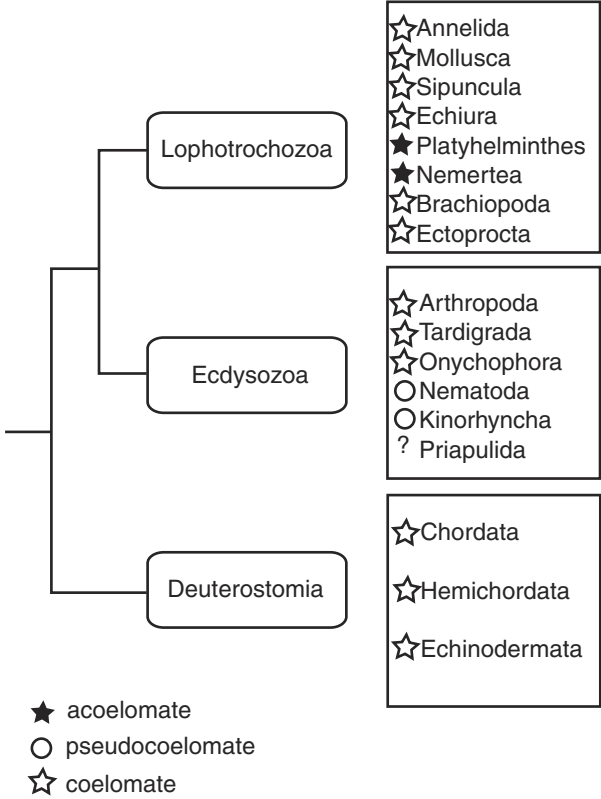 Lophotrochozoa
Annelida
Mollusca
Sipuncula
Echiura
Platyhelminthes
Nemertea
Brachiopoda
Ectoprocta
Ecdysozoa
Arthropoda
Tardigrada
Onychophora
Nematoda
Kinorhyncha
? Priapulida
Deuterostomia
Chordata
Hemichordata
Echinodermata
acoelomate
pseudocoelomate
coelomate